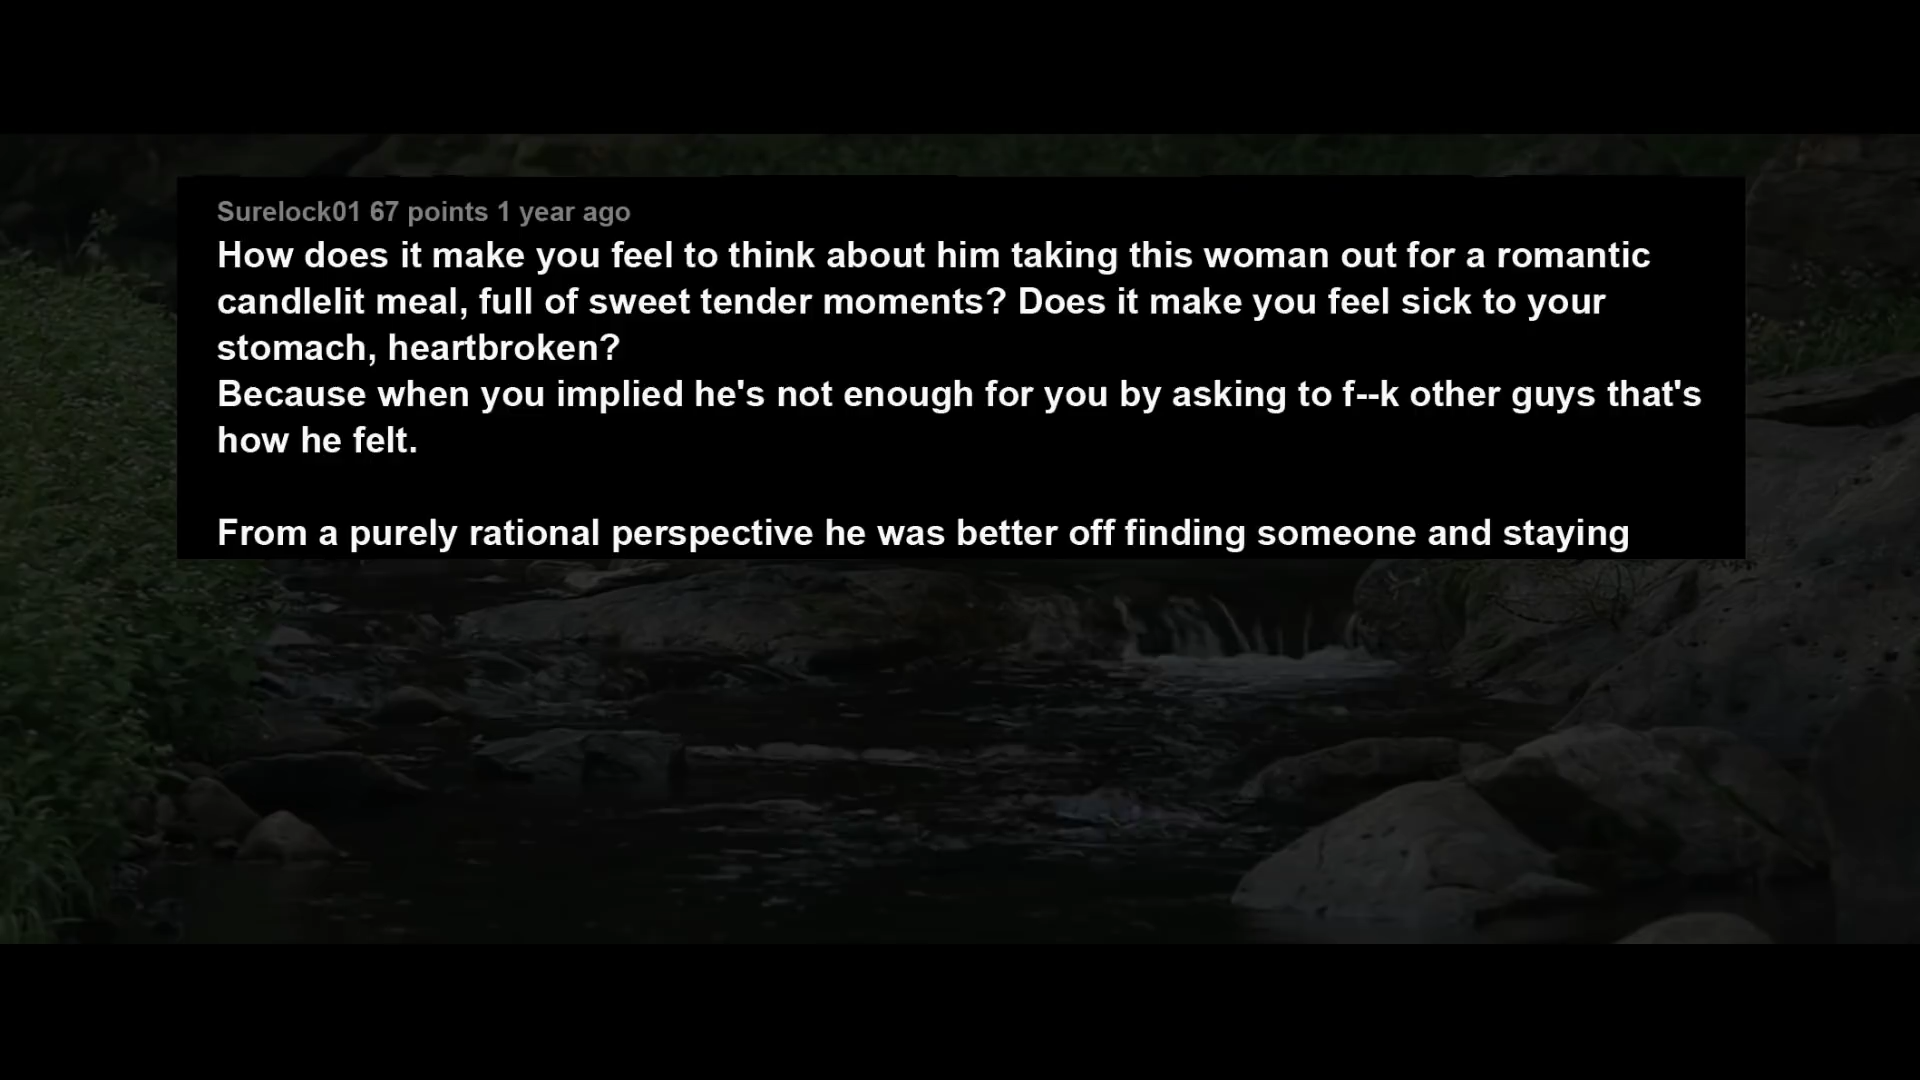 Surelock01 67 points 1 year ago
How does it make you feel to think about him taking this woman out for a romantic
candlelit meal, full of sweet tender moments? Does it make you feel sick to your
stomach, heartbroken?
Because when you implied he's not enough for you by asking to f--k other guys that's
how he felt.
From a purely rational perspective he was better off finding someone and staying